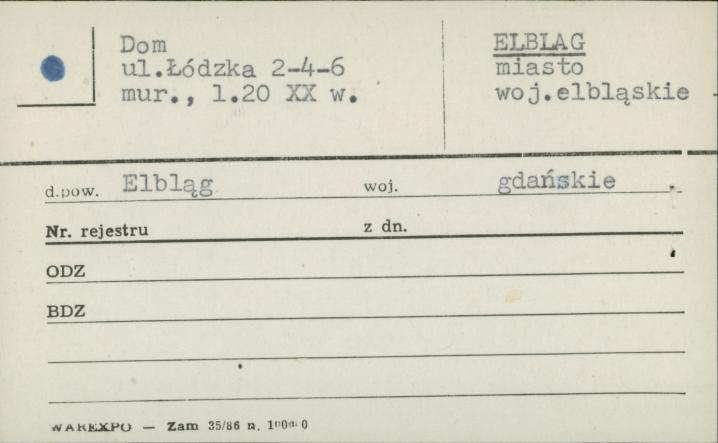 Dom
ul.Łódzka 2-4-6
mur., l.20 XX w.
ELBLAG
miasto
woj.elbląskie
d.pow. Elbląg woj. gdańskie
Nr. rejestru z dn.
ODZ
BDZ
WAREXPO — Zam 35/86 n. 10000